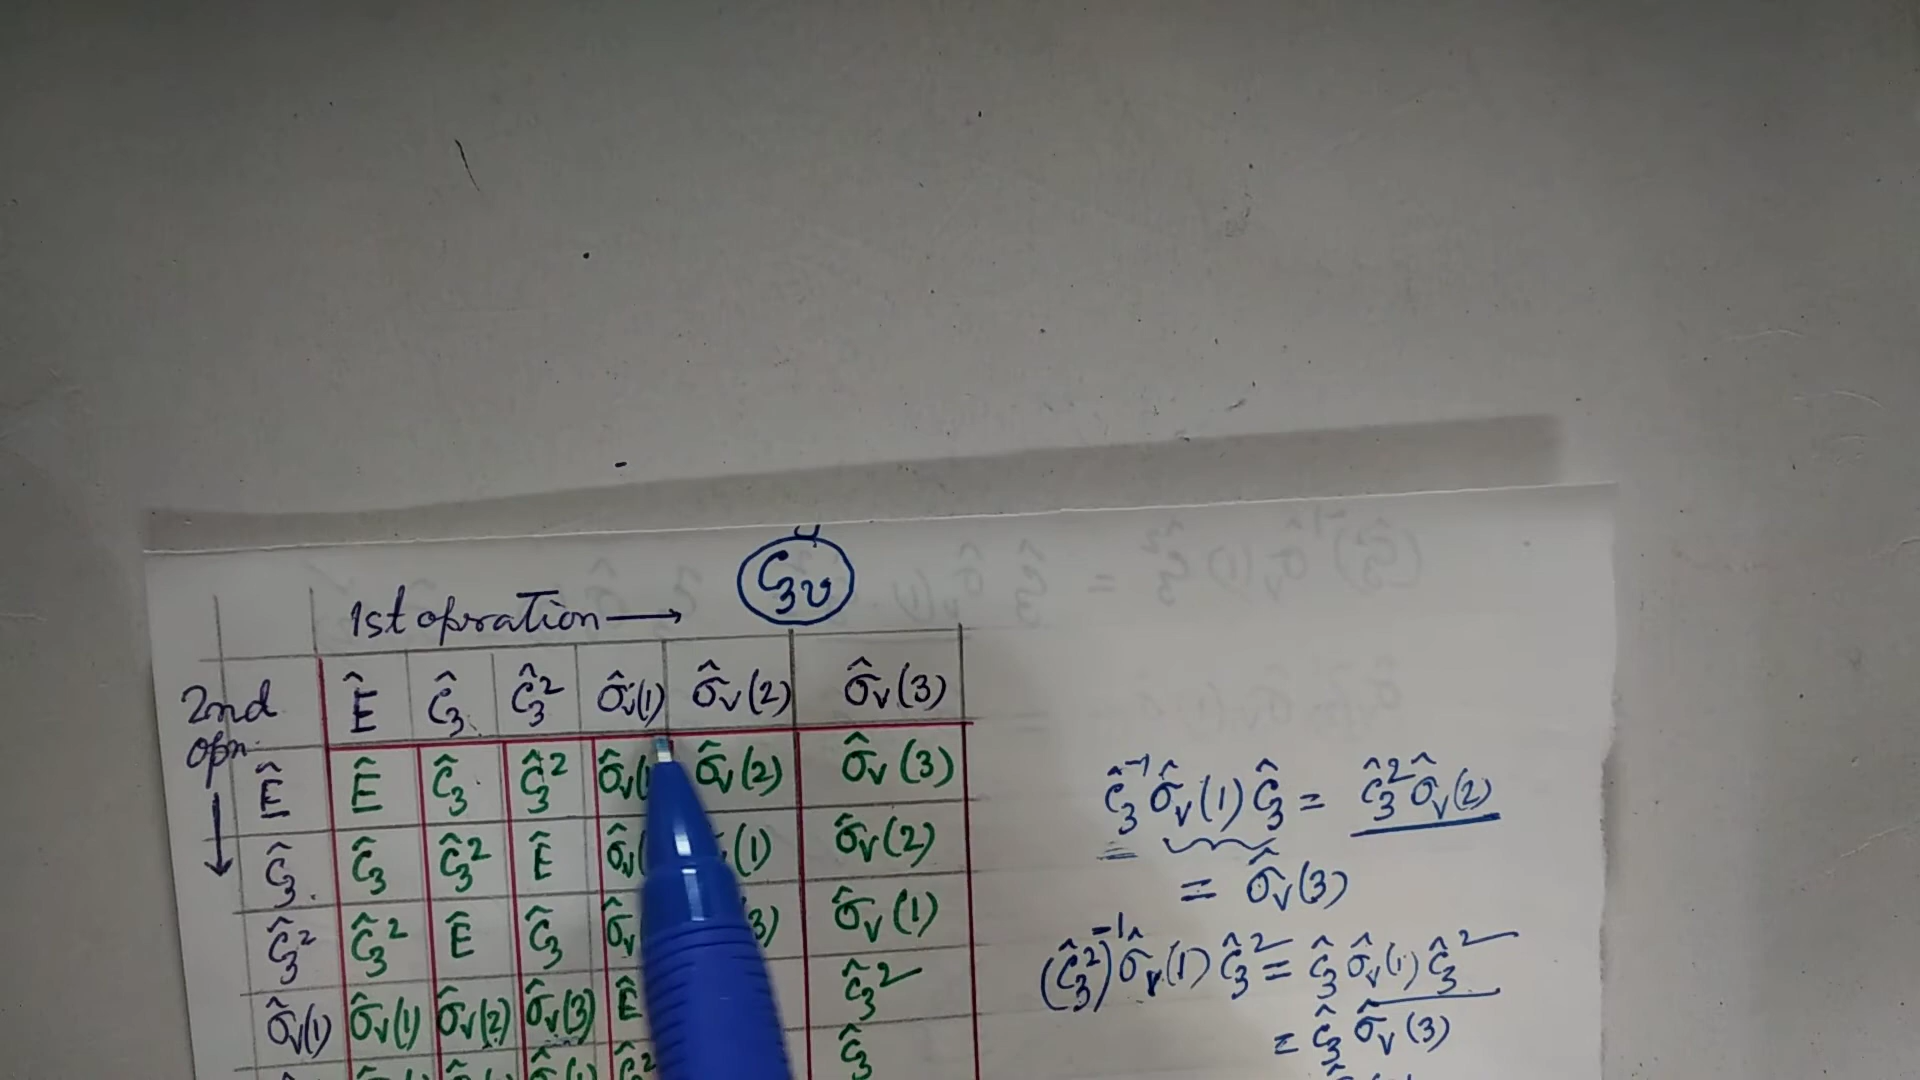 C₃v
1st opration →
2nd opn. ↓
Ê Ĉ₃ Ĉ₃² σ̂v(1) σ̂v(2) σ̂v(3)
Ê Ê Ĉ₃ Ĉ₃² σ̂v( σ̂v(2) σ̂v(3)
Ĉ₃ Ĉ₃ Ĉ₃² Ê σ̂v( (1) σ̂v(2)
Ĉ₃² Ĉ₃² Ê Ĉ₃ σ̂v 3) σ̂v(1)
σ̂v(1) σ̂v(1) σ̂v(2) σ̂v(3) Ê Ĉ₃²
Ĉ₃
Ĉ₃⁻¹ σ̂v(1) Ĉ₃ = Ĉ₃² σ̂v(2)
= σ̂v(3)
(Ĉ₃²)⁻¹ σ̂v(1) Ĉ₃² = Ĉ₃ σ̂v(1) Ĉ₃²
= Ĉ₃ σ̂v(3)